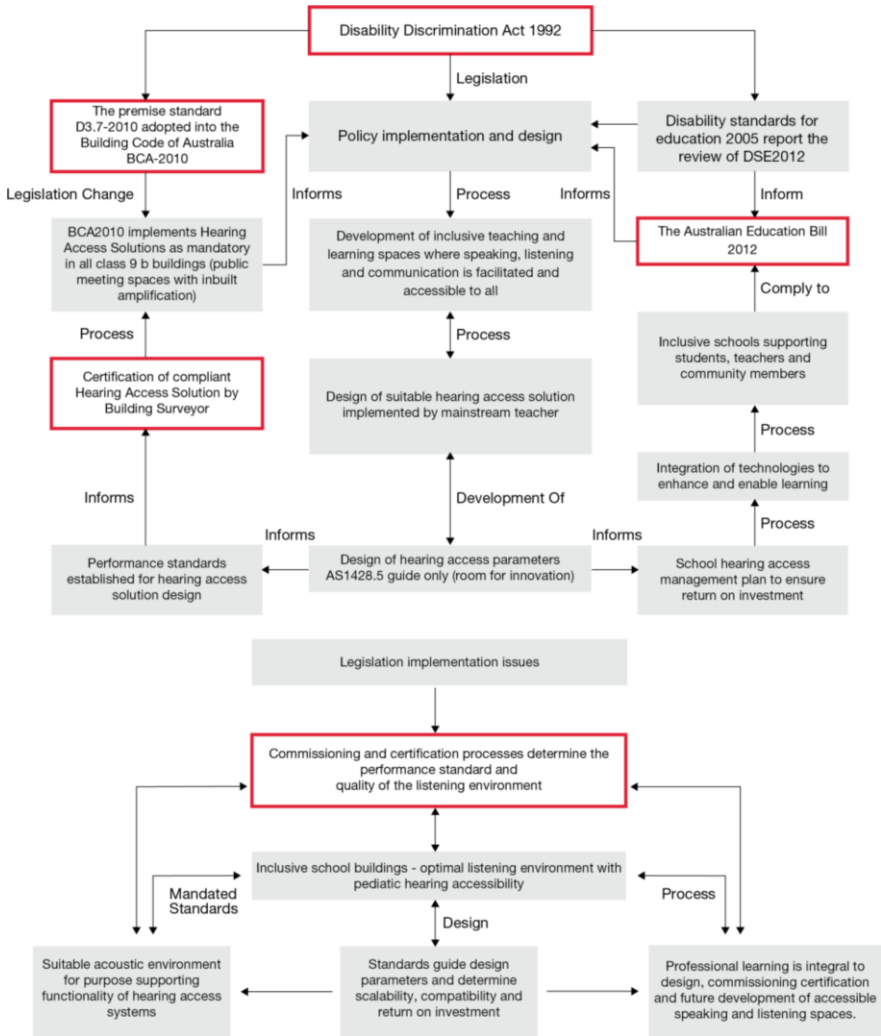 Disability Discrimination Act 1992
Legislation
The premise standard
D3.7-2010 adopted into the
Building Code of Australia
BCA-2010
Policy implementation and design
Disability standards for
education 2005 report the
review of DSE2012
Legislation Change
Informs
Process
Informs
Inform
BCA2010 implements Hearing
Access Solutions as mandatory
in all class 9 b buildings (public
meeting spaces with inbuilt
amplification)
Development of inclusive teaching and
learning spaces where speaking, listening
and communication is facilitated and
accessible to all
The Australian Education Bill
2012
Comply to
Process
Process
Inclusive schools supporting
students, teachers and
community members
Certification of compliant
Hearing Access Solution by
Building Surveyor
Design of suitable hearing access solution
implemented by mainstream teacher
Process
Integration of technologies to
enhance and enable learning
Informs
Development Of
Process
Informs
Informs
Performance standards
established for hearing access
solution design
Design of hearing access parameters
AS1428.5 guide only (room for innovation)
School hearing access
management plan to ensure
return on investment
Legislation implementation issues
Commissioning and certification processes determine the
performance standard and
quality of the listening environment
Inclusive school buildings - optimal listening environment with
pediatic hearing accessibility
Mandated
Standards
Process
Design
Suitable acoustic environment
for purpose supporting
functionality of hearing access
systems
Standards guide design
parameters and determine
scalability, compatibility and
return on investment
Professional learning is integral to
design, commissioning certification
and future development of accessible
speaking and listening spaces.